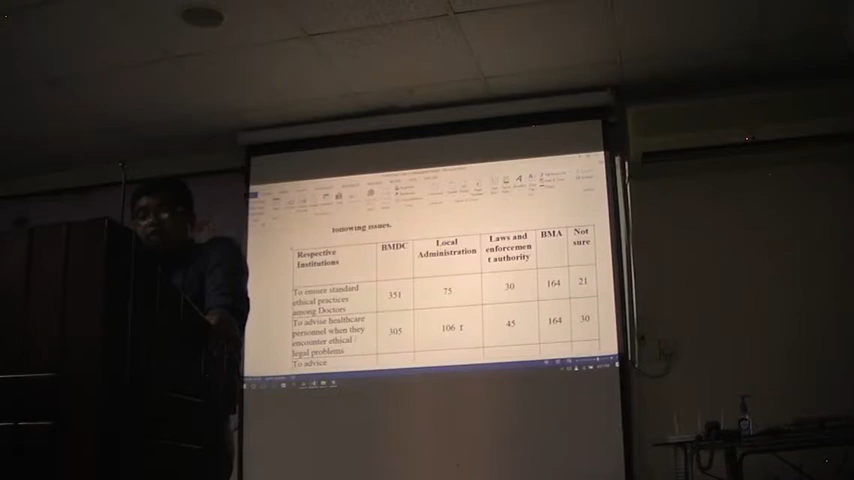 following issues.
Respective
Institutions
BMDC
Local
Administration
Laws and
enforcemen
t authority
BMA
Not
sure
To ensure standard
ethical practices
among Doctors
351
75
30
164
21
To advise healthcare
personnel when they
encounter ethical /
legal problems
305
106
45
164
30
To advice